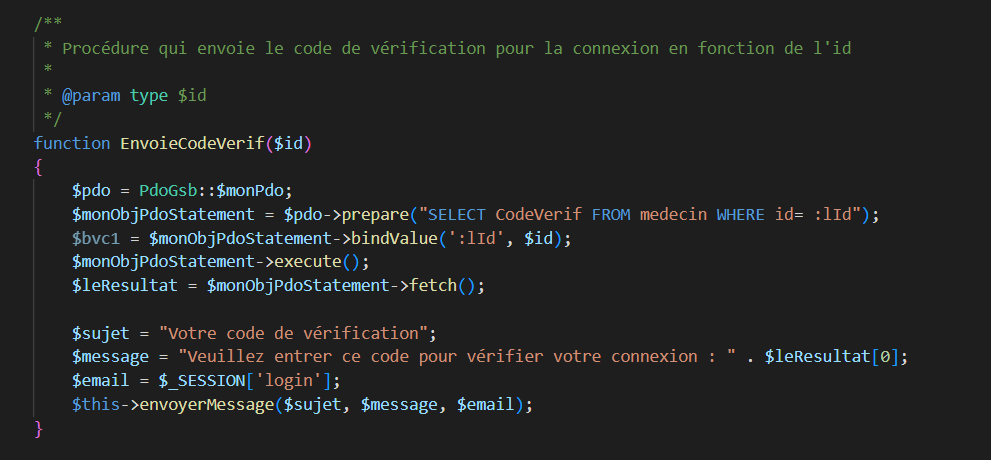 /**
 * Procédure qui envoie le code de vérification pour la connexion en fonction de l'id
 *
 * @param type $id
 */
function EnvoieCodeVerif($id)
{
    $pdo = PdoGsb::$monPdo;
    $monObjPdoStatement = $pdo->prepare("SELECT CodeVerif FROM medecin WHERE id= :lId");
    $bvc1 = $monObjPdoStatement->bindValue(':lId', $id);
    $monObjPdoStatement->execute();
    $leResultat = $monObjPdoStatement->fetch();

    $sujet = "Votre code de vérification";
    $message = "Veuillez entrer ce code pour vérifier votre connexion : " . $leResultat[0];
    $email = $_SESSION['login'];
    $this->envoyerMessage($sujet, $message, $email);
}